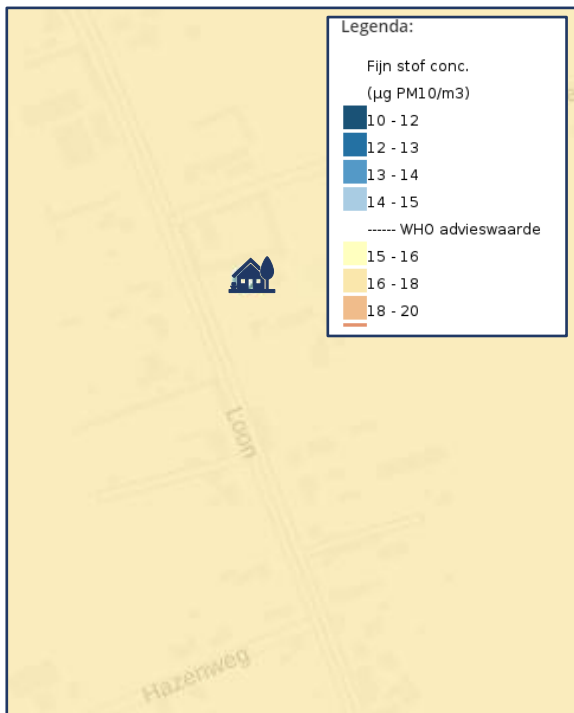 Legenda:
Fijn stof conc.
(µg PM10/m3)
10 - 12
12 - 13
13 - 14
14 - 15
------ WHO advieswaarde
15 - 16
16 - 18
18 - 20
Loon
Hazenweg